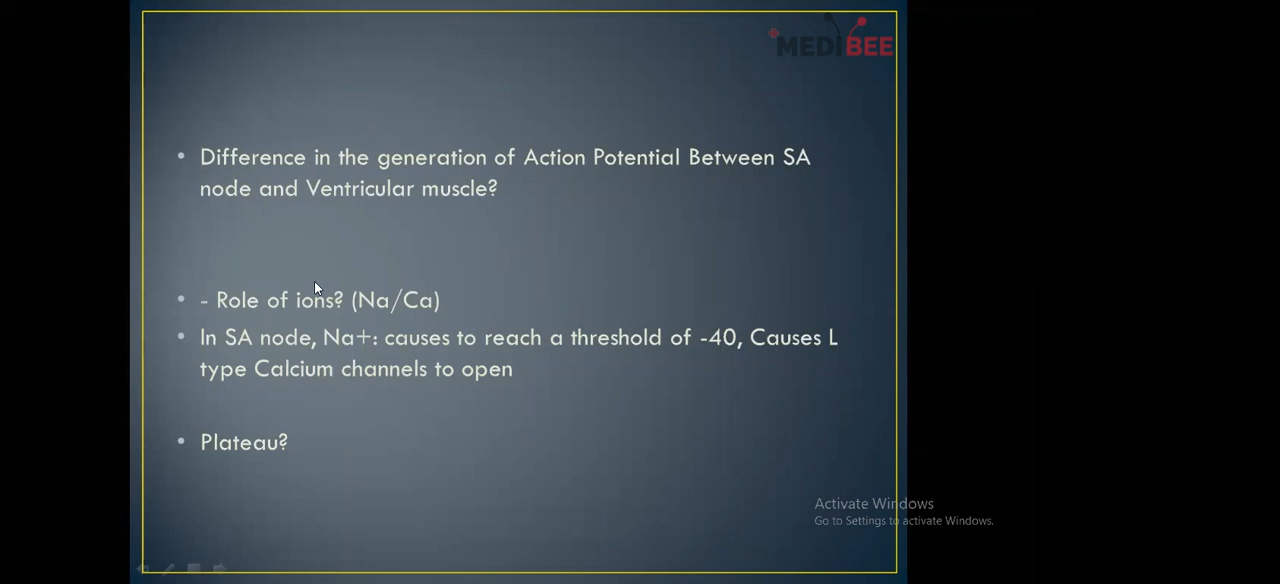 MEDIBEE
Difference in the generation of Action Potential Between SA
node and Ventricular muscle?
- Role of ions? (Na/Ca)
In SA node, Na+: causes to reach a threshold of -40, Causes L
type Calcium channels to open
Plateau?
Activate Windows
Go to Settings to activate Windows.